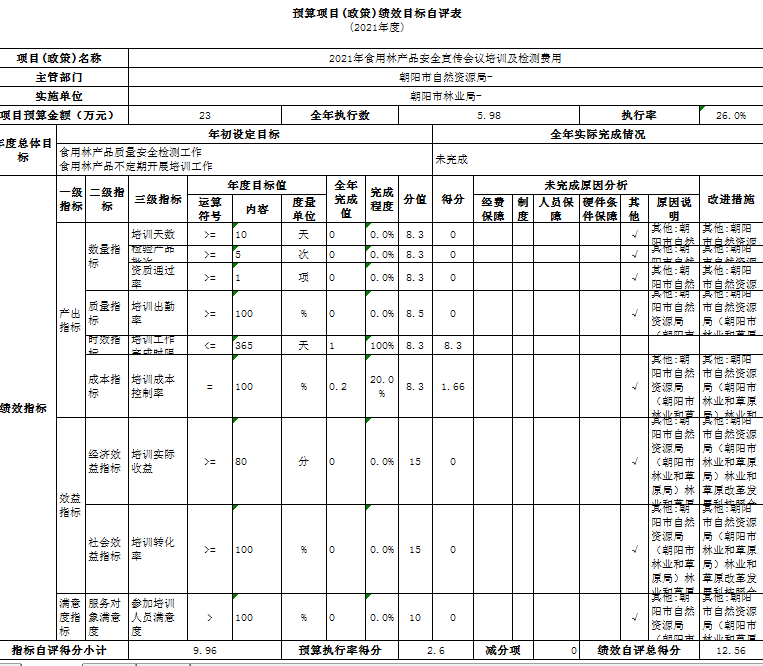 预算项目(政策)绩效目标自评表
(2021年度)
项目(政策)名称 2021年食用林产品安全宣传会议培训及检测费用
主管部门 朝阳市自然资源局-
实施单位 朝阳市林业局-
项目预算金额（万元） 23 全年执行数 5.98 执行率 26.0%
年度总体目标 年初设定目标 全年实际完成情况
食用林产品质量安全检测工作
食用林产品不定期开展培训工作
未完成
绩效指标 一级指标 二级指标 三级指标 年度目标值 全年完成值 完成程度 分值 得分 未完成原因分析 改进措施
运算符号 内容 度量单位 经费保障 制度 人员保障 硬件条件保障 其他 原因说明
产出指标 数量指标 培训天数 >= 10 天 0 0.0% 8.3 0 √ 其他:朝阳市自然 其他:朝阳市自然资源
检验产品批次 >= 5 次 0 0.0% 8.3 0 √ 其他:朝阳市自然 其他:朝阳市自然资源
资质通过率 >= 1 项 0 0.0% 8.3 0 √ 其他:朝阳市自然 其他:朝阳市自然资源
质量指标 培训出勤率 >= 100 % 0 0.0% 8.5 0 √ 其他:朝阳市自然资源局（朝阳市 其他:朝阳市自然资源局（朝阳市
时效指标 培训工作完成时限 <= 365 天 1 100% 8.3 8.3
成本指标 培训成本控制率 = 100 % 0.2 20.0% 8.3 1.66 √ 其他:朝阳市自然资源局（朝阳市林业和草 其他:朝阳市自然资源局（朝阳市林业和草原局）林业和
效益指标 经济效益指标 培训实际收益 >= 80 分 0 0.0% 15 0 √ 其他:朝阳市自然资源局（朝阳市林业和草原局）林 其他:朝阳市自然资源局（朝阳市林业和草原局）林业和草原改革发
社会效益指标 培训转化率 >= 100 % 0 0.0% 15 0 √ 其他:朝阳市自然资源局（朝阳市林业和草原局）林 其他:朝阳市自然资源局（朝阳市林业和草原局）林业和草原改革发
满意度指标 服务对象满意度 参加培训人员满意度 > 100 % 0 0.0% 10 0 √ 其他:朝阳市自然资源局（朝阳市 其他:朝阳市自然资源局（朝阳市
指标自评得分小计 9.96 预算执行率得分 2.6 减分项 0 绩效自评总得分 12.56